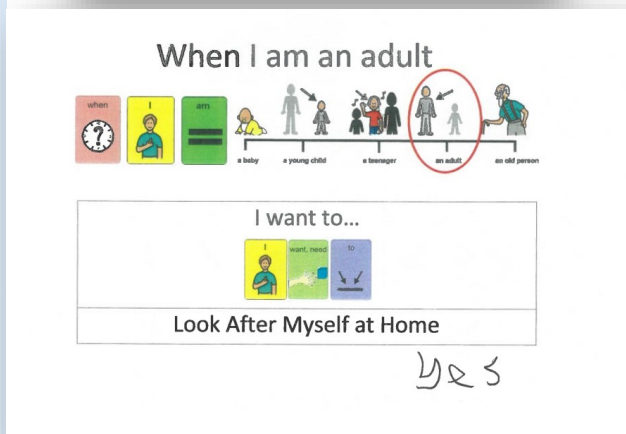 When I am an adult
when I am
a baby a young child a teenager an adult an old person
I want to...
I want, need to
Look After Myself at Home
yes